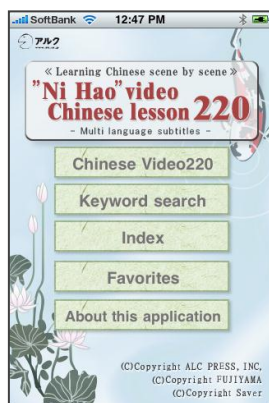 SoftBank 12:47 PM
アルク
≪ Learning Chinese scene by scene ≫
"Ni Hao" video
Chinese lesson 220
- Multi language subtitles -
Chinese Video220
Keyword search
Index
Favorites
About this application
(C)Copyright ALC PRESS, INC,
(C)Copyright FUJIYAMA
(C)Copyright Saver